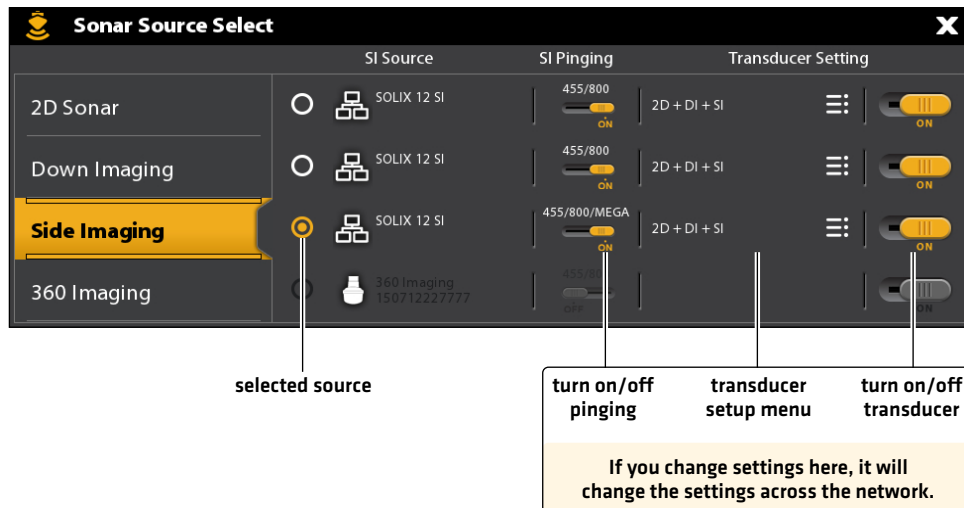 Sonar Source Select
SI Source SI Pinging Transducer Setting
2D Sonar
SOLIX 12 SI
455/800
ON
2D + DI + SI
ON
Down Imaging
SOLIX 12 SI
455/800
ON
2D + DI + SI
ON
Side Imaging
SOLIX 12 SI
455/800/MEGA
ON
2D + DI + SI
ON
360 Imaging
360 Imaging
150712227777
455/800
OFF
ON
selected source
turn on/off
pinging
transducer
setup menu
turn on/off
transducer
If you change settings here, it will
change the settings across the network.